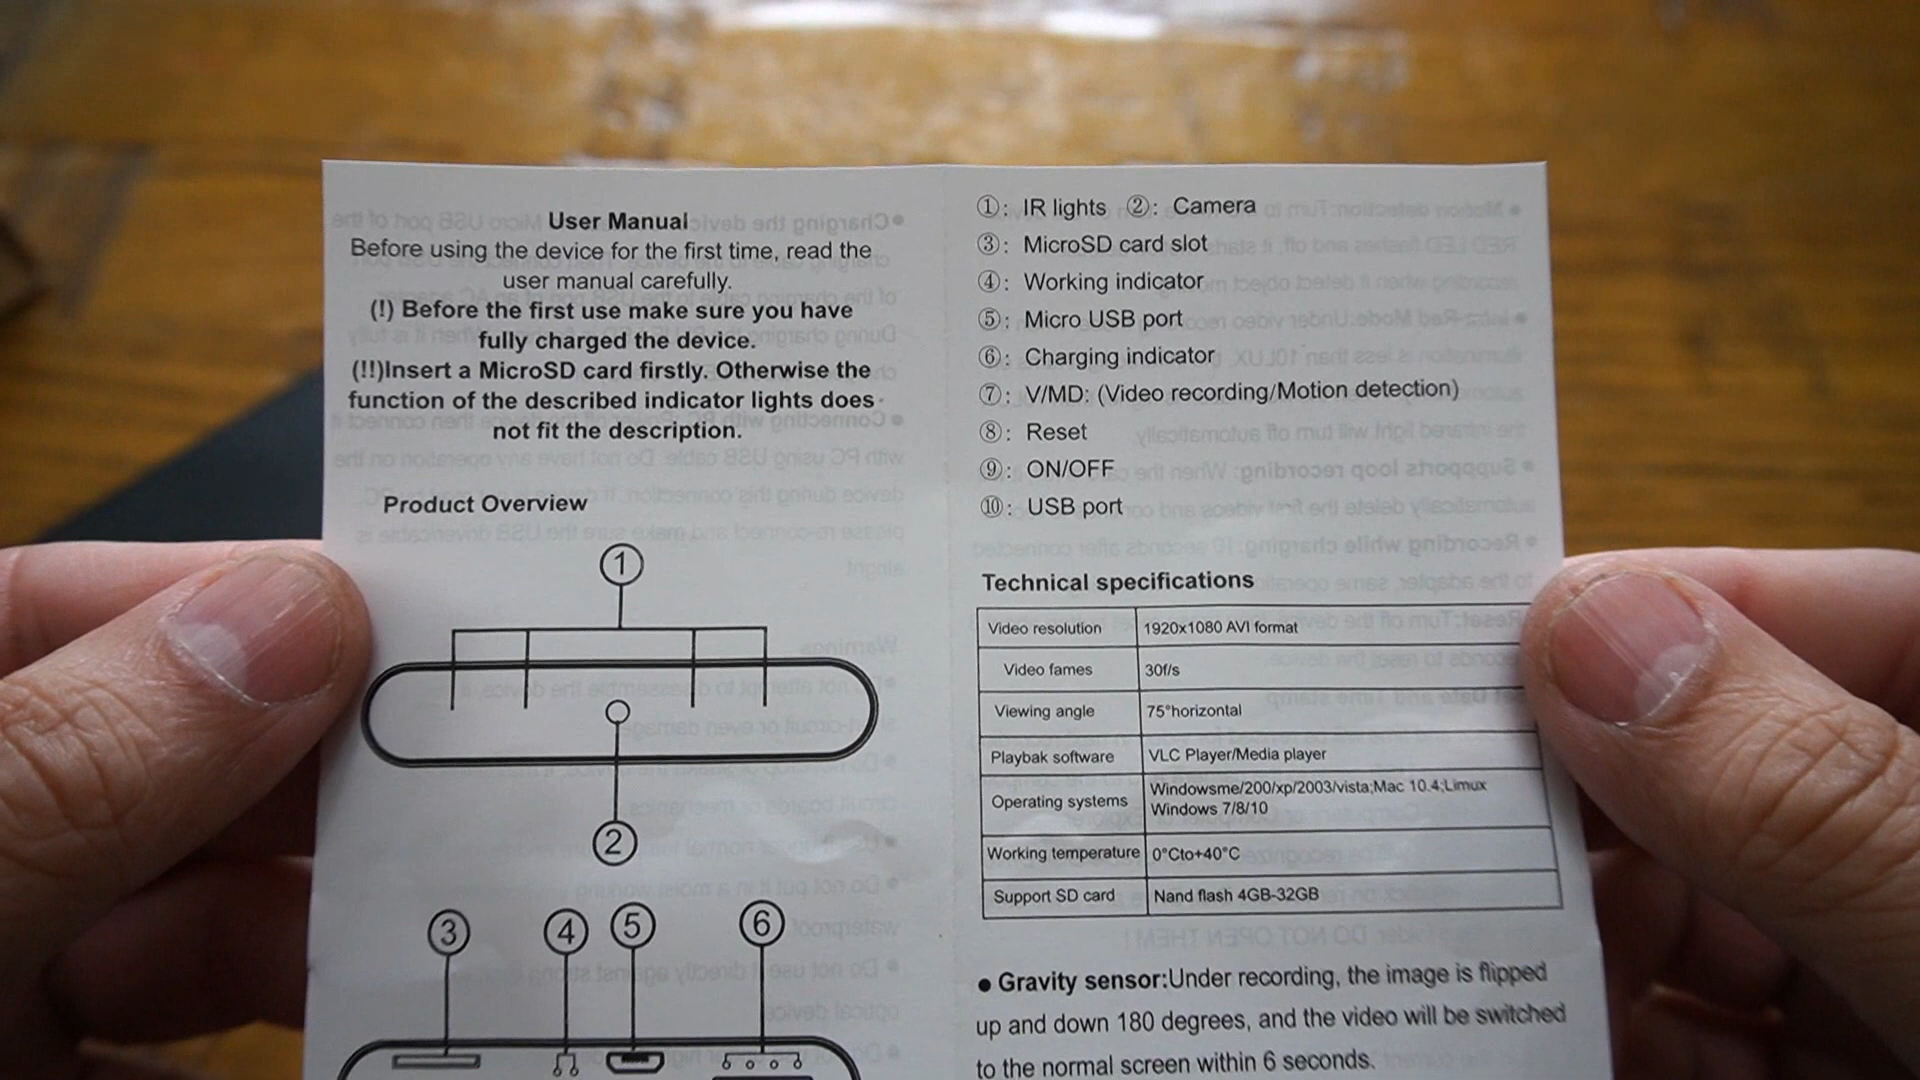 User Manual
Before using the device for the first time, read the
user manual carefully.
(!) Before the first use make sure you have
fully charged the device.
(!!)Insert a MicroSD card firstly. Otherwise the
function of the described indicator lights does
not fit the description.
Product Overview
①
②
③ ④ ⑤ ⑥
①: IR lights ②: Camera
③: MicroSD card slot
④: Working indicator
⑤: Micro USB port
⑥: Charging indicator
⑦: V/MD: (Video recording/Motion detection)
⑧: Reset
⑨: ON/OFF
⑩: USB port
Technical specifications
Video resolution 1920x1080 AVI format
Video fames 30f/s
Viewing angle 75°horizontal
Playbak software VLC Player/Media player
Operating systems Windowsme/200/xp/2003/vista;Mac 10.4;Limux
Windows 7/8/10
Working temperature 0°Cto+40°C
Support SD card Nand flash 4GB-32GB
● Gravity sensor:Under recording, the image is flipped
up and down 180 degrees, and the video will be switched
to the normal screen within 6 seconds.